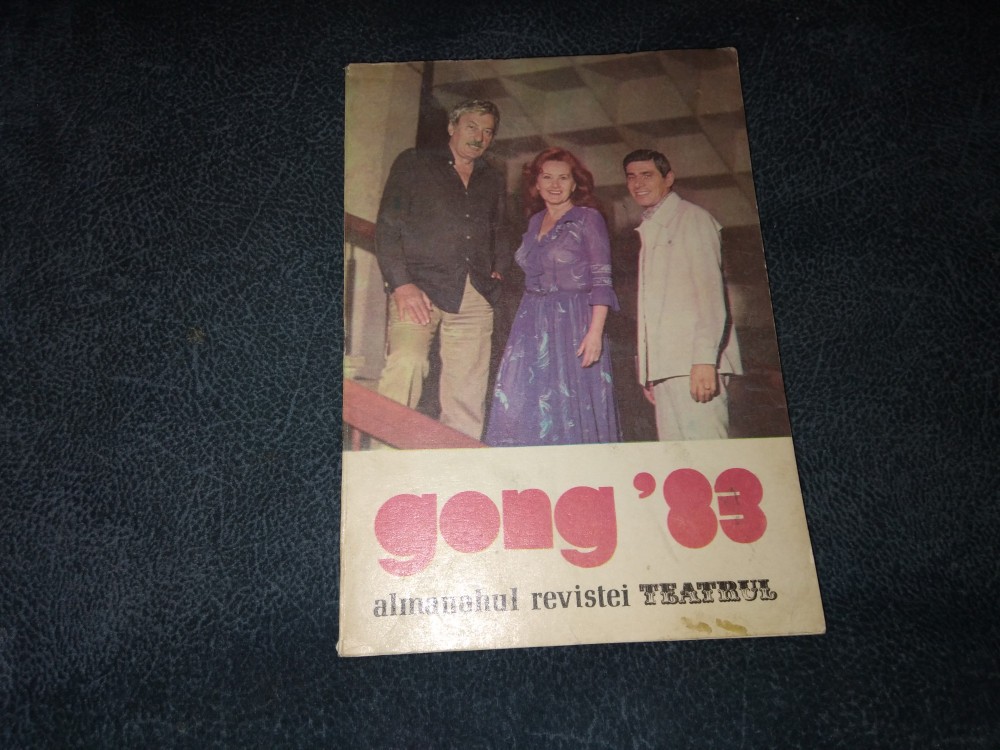 gong '83
almanahul revistei TEATRUL